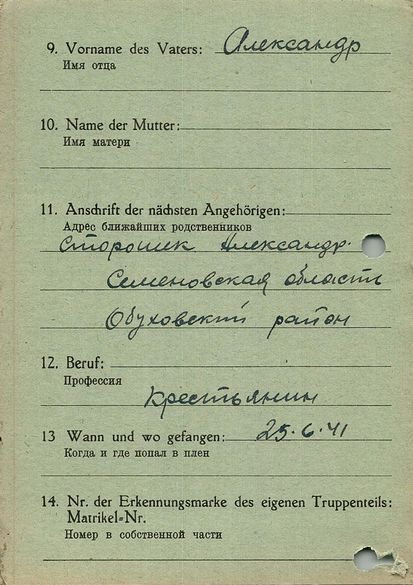 9. Vorname des Vaters: Александр
Имя отца
10. Name der Mutter:
Имя матери
11. Anschrift der nächsten Angehörigen:
Адрес ближайших родственников
Сторошек Александр
Семеновская области
Обуховский район
12. Beruf:
Профессия
крестьянин
13 Wann und wo gefangen: 25.6.41
Когда и где попал в плен
14. Nr. der Erkennungsmarke des eigenen Truppenteils:
Matrikel=Nr.
Номер в собственной части